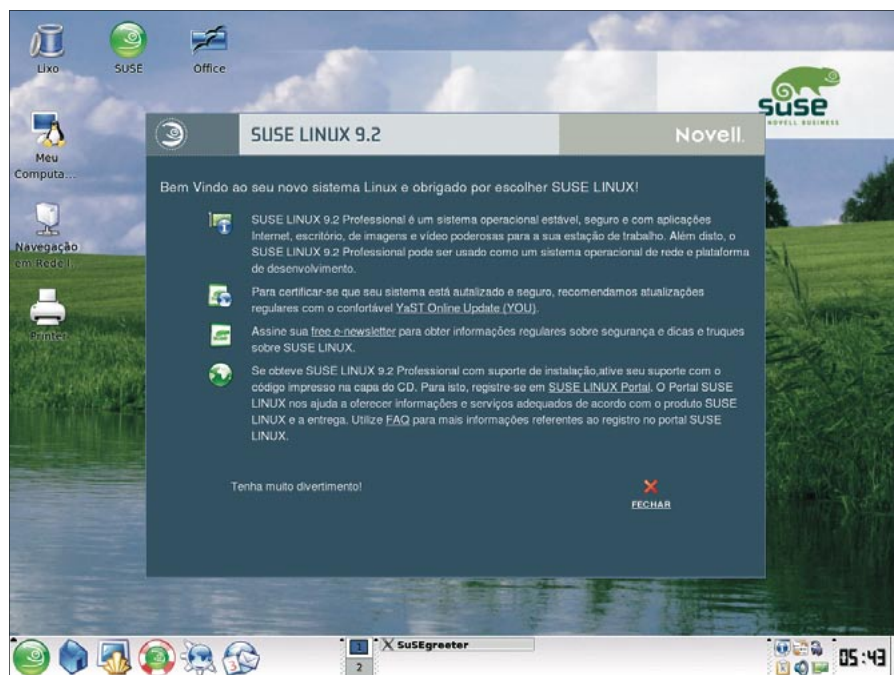 Lixo
SUSE
Office
Meu
Computa...
Navegação
em Rede l...
Printer
SUSE
NOVELL BUSINESS
SUSE LINUX 9.2
Novell.
Bem Vindo ao seu novo sistema Linux e obrigado por escolher SUSE LINUX!
SUSE LINUX 9.2 Professional é um sistema operacional estável, seguro e com aplicações
Internet, escritório, de imagens e vídeo poderosas para a sua estação de trabalho. Além disto, o
SUSE LINUX 9.2 Professional pode ser usado como um sistema operacional de rede e plataforma
de desenvolvimento.
Para certificar-se que seu sistema está autalizado e seguro, recomendamos atualizações
regulares com o confortável YaST Online Update (YOU).
Assine sua free e-newsletter para obter informações regulares sobre segurança e dicas e truques
sobre SUSE LINUX.
Se obteve SUSE LINUX 9.2 Professional com suporte de instalação,ative seu suporte com o
código impresso na capa do CD. Para isto, registre-se em SUSE LINUX Portal. O Portal SUSE
LINUX nos ajuda a oferecer informações e serviços adequados de acordo com o produto SUSE
LINUX e a entrega. Utilize FAQ para mais informações referentes ao registro no portal SUSE
LINUX.
Tenha muito divertimento!
FECHAR
3
1
2
SuSEgreeter
05:43